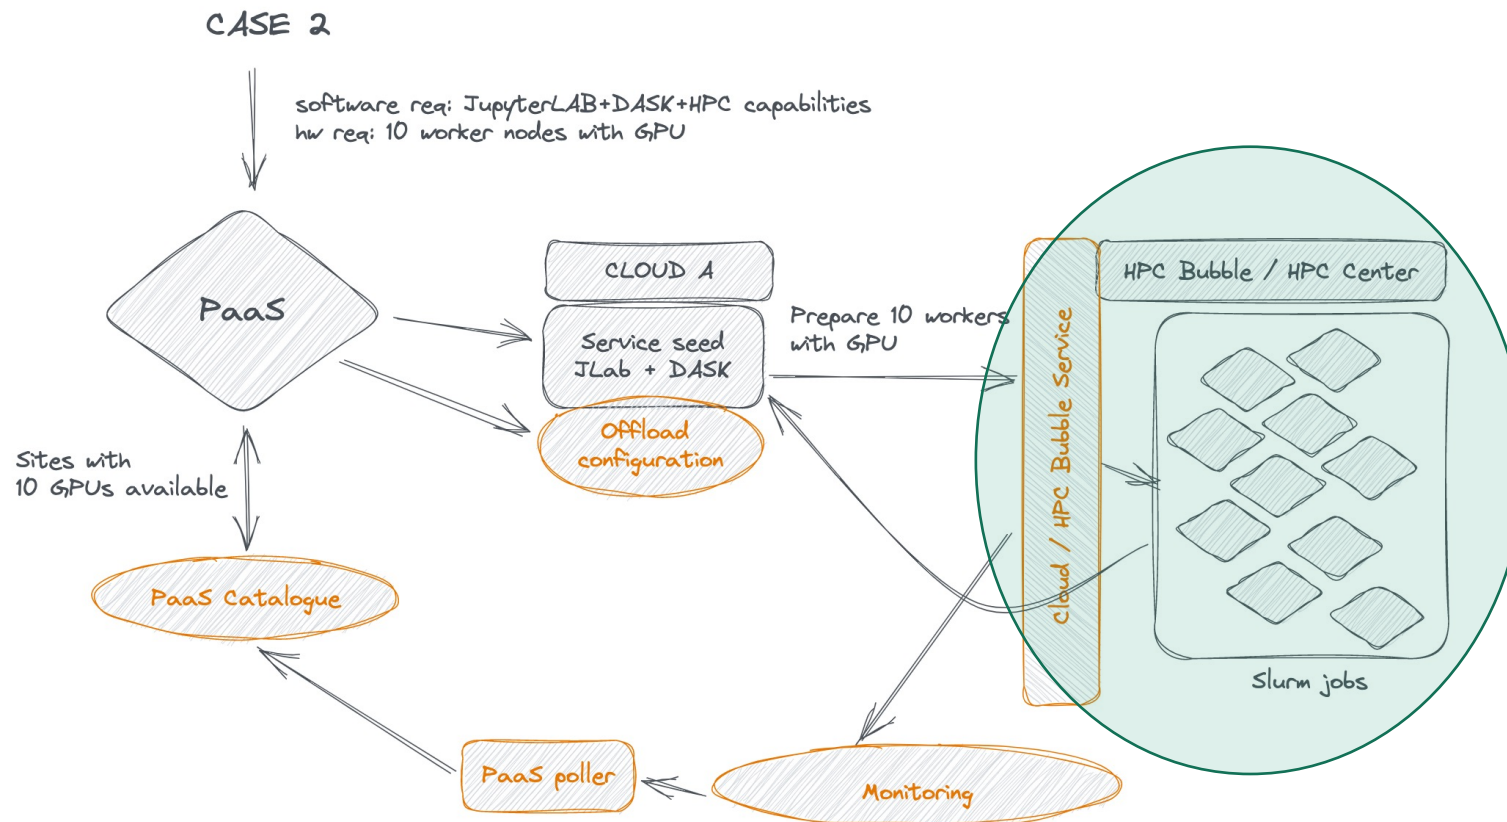 CASE 2
software req: JupyterLAB+DASK+HPC capabilities
hw req: 10 worker nodes with GPU
PaaS
CLOUD A
Service seed
JLab + DASK
Offload
configuration
Prepare 10 workers
with GPU
Cloud / HPC Bubble Service
HPC Bubble / HPC Center
Slurm jobs
Sites with
10 GPUs available
PaaS Catalogue
PaaS poller
Monitoring